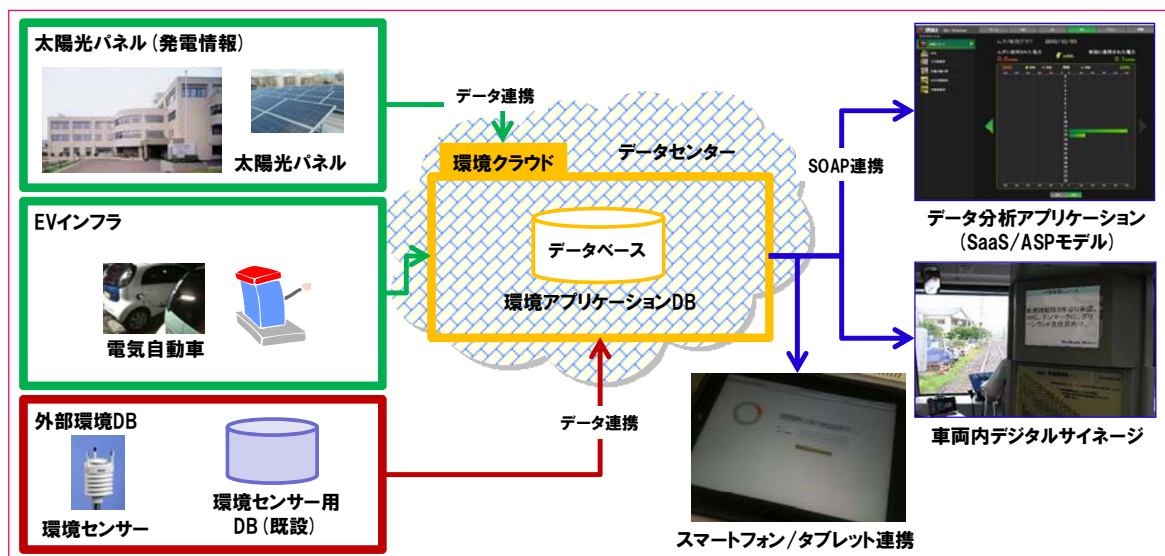 太陽光パネル(発電情報)
太陽光パネル
データ連携
EVインフラ
電気自動車
外部環境DB
環境センサー
環境センサー用
DB(既設)
データ連携
環境クラウド
データセンター
データベース
環境アプリケーションDB
SOAP連携
データ分析アプリケーション
(SaaS/ASPモデル)
車両内デジタルサイネージ
スマートフォン/タブレット連携